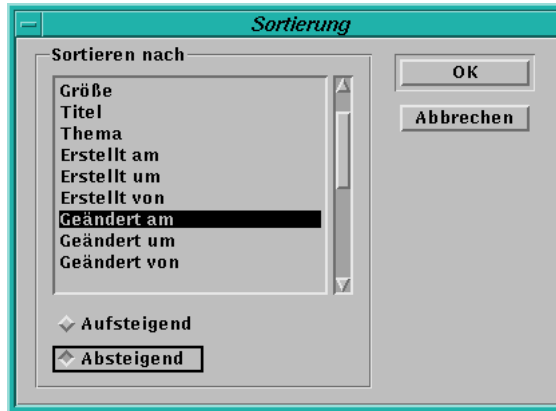 Sortierung
Sortieren nach
Größe
Titel
Thema
Erstellt am
Erstellt um
Erstellt von
Geändert am
Geändert um
Geändert von
Aufsteigend
Absteigend
OK
Abbrechen